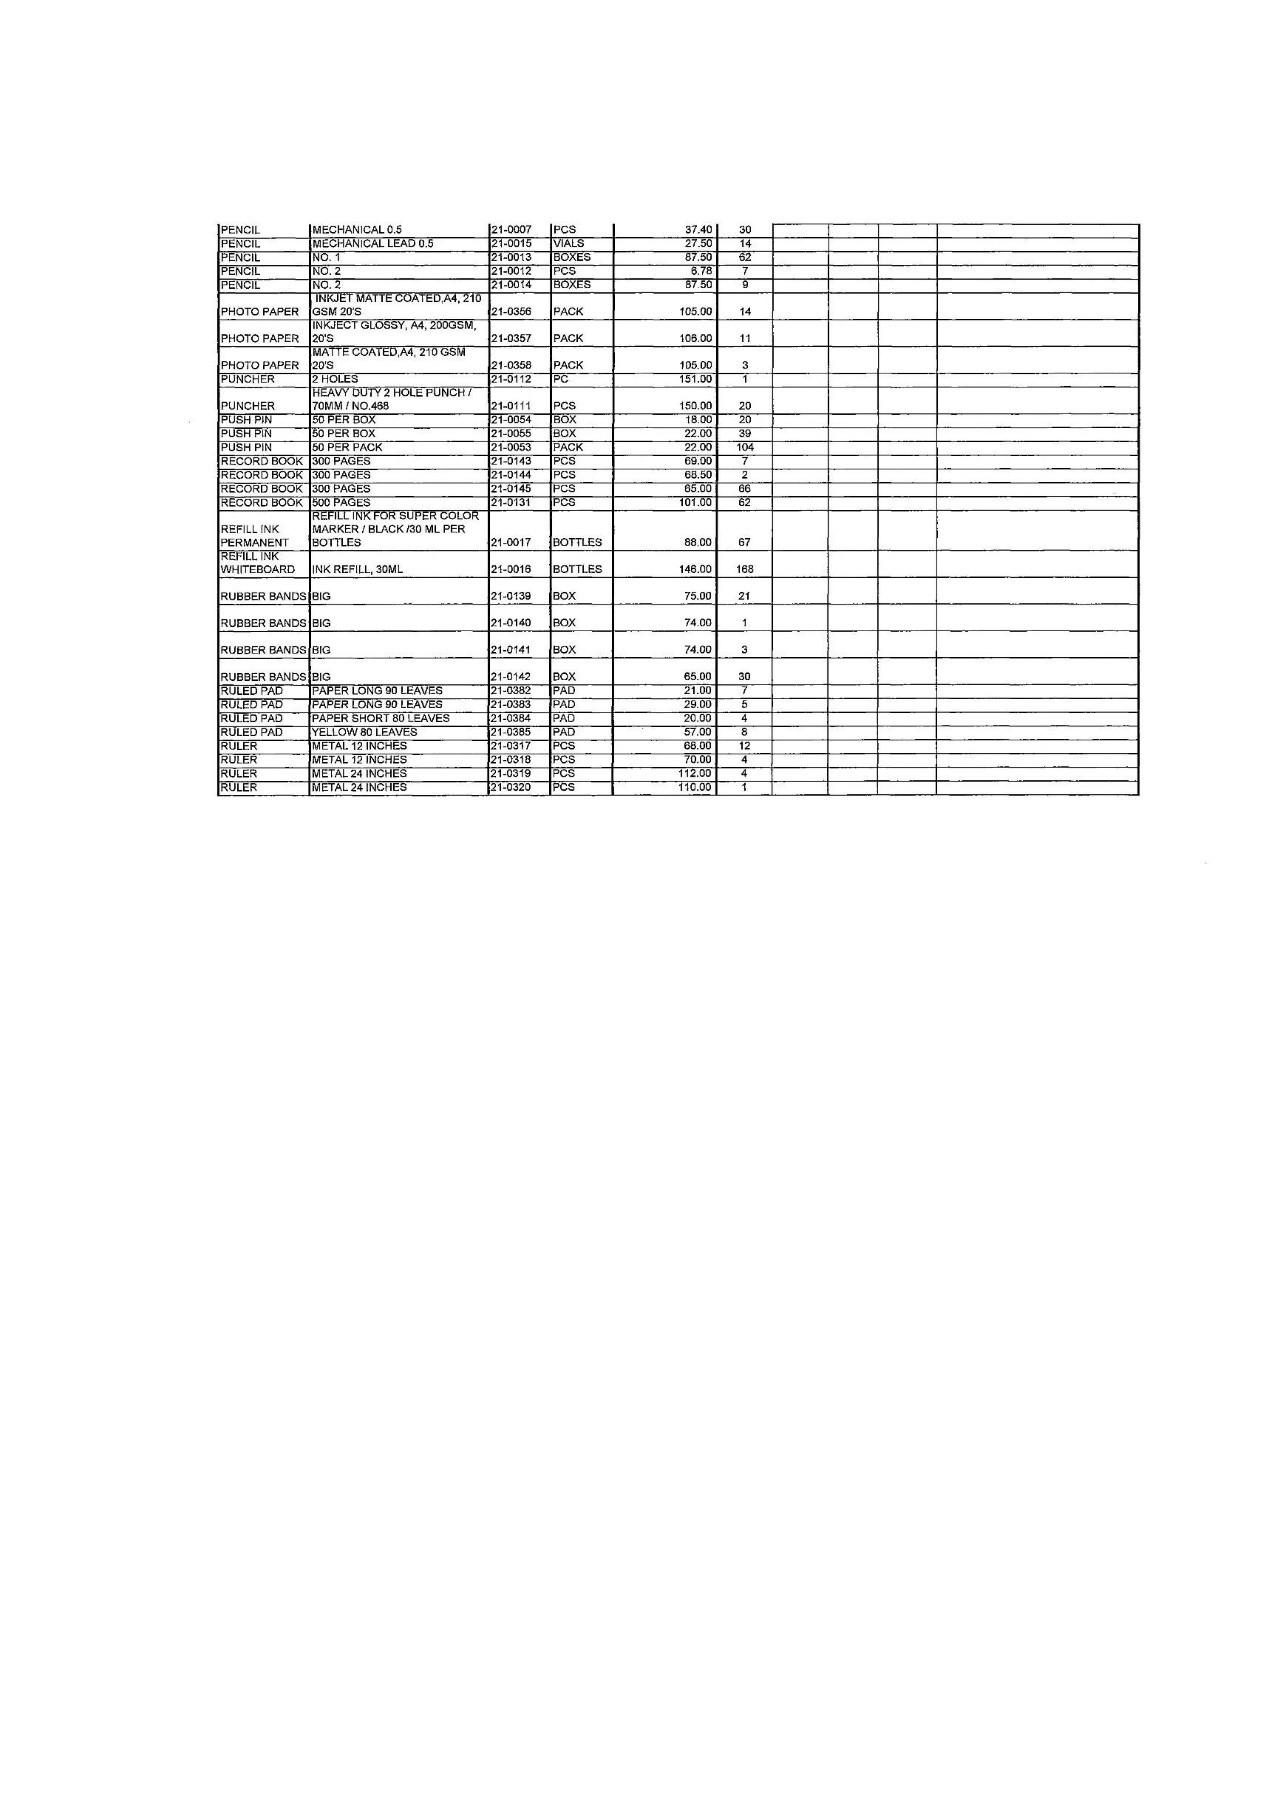 PENCIL MECHANICAL 0.5 21-0007 PCS 37.40 30
PENCIL MECHANICAL LEAD 0.5 21-0015 VIALS 27.50 14
PENCIL NO. 1 21-0013 BOXES 87.50 62
PENCIL NO. 2 21-0012 PCS 6.78 7
PENCIL NO. 2 21-0014 BOXES 87.50 9
INKJET MATTE COATED,A4, 210
PHOTO PAPER GSM 20'S 21-0356 PACK 105.00 14
INKJECT GLOSSY, A4, 200GSM,
PHOTO PAPER 20'S 21-0357 PACK 106.00 11
MATTE COATED,A4, 210 GSM
PHOTO PAPER 20'S 21-0358 PACK 105.00 3
PUNCHER 2 HOLES 21-0112 PC 151.00 1
HEAVY DUTY 2 HOLE PUNCH /
PUNCHER 70MM / NO.468 21-0111 PCS 150.00 20
PUSH PIN 50 PER BOX 21-0054 BOX 18.00 20
PUSH PIN 50 PER BOX 21-0055 BOX 22.00 39
PUSH PIN 50 PER PACK 21-0053 PACK 22.00 104
RECORD BOOK 300 PAGES 21-0143 PCS 69.00 7
RECORD BOOK 300 PAGES 21-0144 PCS 68.50 2
RECORD BOOK 300 PAGES 21-0145 PCS 65.00 66
RECORD BOOK 500 PAGES 21-0131 PCS 101.00 62
REFILL INK FOR SUPER COLOR
REFILL INK MARKER / BLACK /30 ML PER
PERMANENT BOTTLES 21-0017 BOTTLES 88.00 67
REFILL INK
WHITEBOARD INK REFILL, 30ML 21-0016 BOTTLES 146.00 168
RUBBER BANDS BIG 21-0139 BOX 75.00 21
RUBBER BANDS BIG 21-0140 BOX 74.00 1
RUBBER BANDS BIG 21-0141 BOX 74.00 3
RUBBER BANDS BIG 21-0142 BOX 65.00 30
RULED PAD PAPER LONG 90 LEAVES 21-0382 PAD 21.00 7
RULED PAD PAPER LONG 90 LEAVES 21-0383 PAD 29.00 5
RULED PAD PAPER SHORT 80 LEAVES 21-0384 PAD 20.00 4
RULED PAD YELLOW 80 LEAVES 21-0385 PAD 57.00 8
RULER METAL 12 INCHES 21-0317 PCS 68.00 12
RULER METAL 12 INCHES 21-0318 PCS 70.00 4
RULER METAL 24 INCHES 21-0319 PCS 112.00 4
RULER METAL 24 INCHES 21-0320 PCS 110.00 1